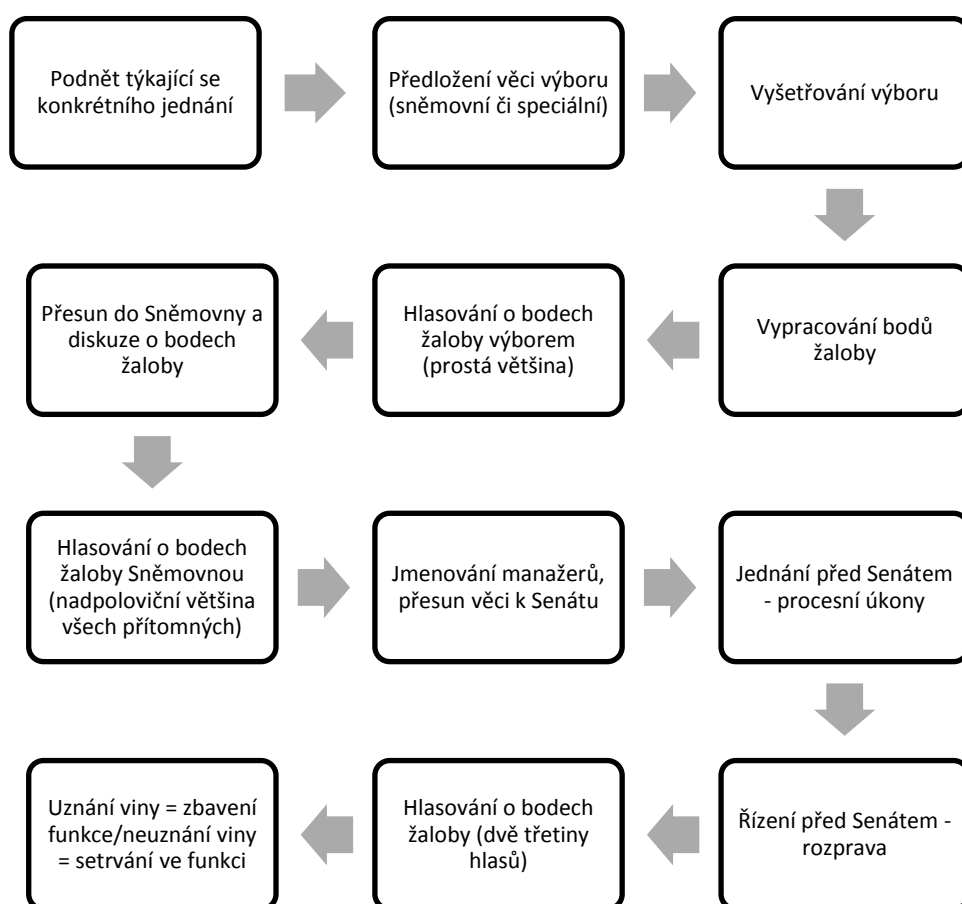 Podnět týkající se
konkrétního jednání
Předložení věci výboru
(sněmovní či speciální)
Vyšetřování výboru
Vypracování bodů
žaloby
Hlasování o bodech
žaloby výborem
(prostá většina)
Přesun do Sněmovny a
diskuze o bodech
žaloby
Hlasování o bodech
žaloby Sněmovnou
(nadpoloviční většina
všech přítomných)
Jmenování manažerů,
přesun věci k Senátu
Jednání před Senátem
- procesní úkony
Řízení před Senátem -
rozprava
Hlasování o bodech
žaloby (dvě třetiny
hlasů)
Uznání viny = zbavení
funkce/neuznání viny
= setrvání ve funkci